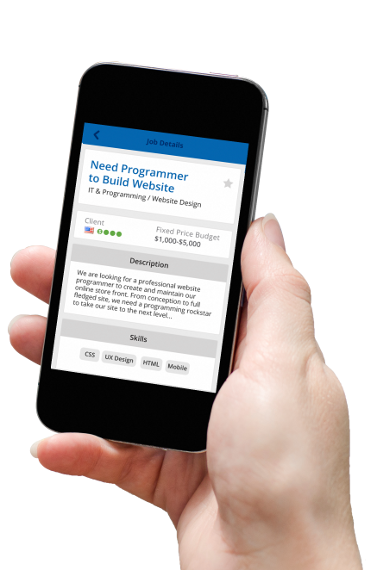 Job Details
Need Programmer
to Build Website
IT & Programming / Website Design
Client
Fixed Price Budget
$1,000-$5,000
Description
We are looking for a professional website
programmer to create and maintain our
online store front. From conception to full
fledged site, we need a programming rockstar
to take our site to the next level...
Skills
CSS UX Design HTML Mobile